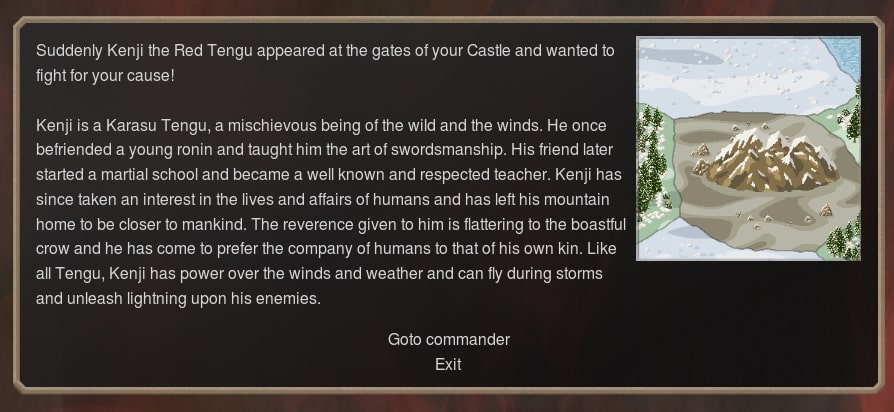 Suddenly Kenji the Red Tengu appeared at the gates of your Castle and wanted to
fight for your cause!
Kenji is a Karasu Tengu, a mischievous being of the wild and the winds. He once
befriended a young ronin and taught him the art of swordsmanship. His friend later
started a martial school and became a well known and respected teacher. Kenji has
since taken an interest in the lives and affairs of humans and has left his mountain
home to be closer to mankind. The reverence given to him is flattering to the boastful
crow and he has come to prefer the company of humans to that of his own kin. Like
all Tengu, Kenji has power over the winds and weather and can fly during storms
and unleash lightning upon his enemies.
Goto commander
Exit